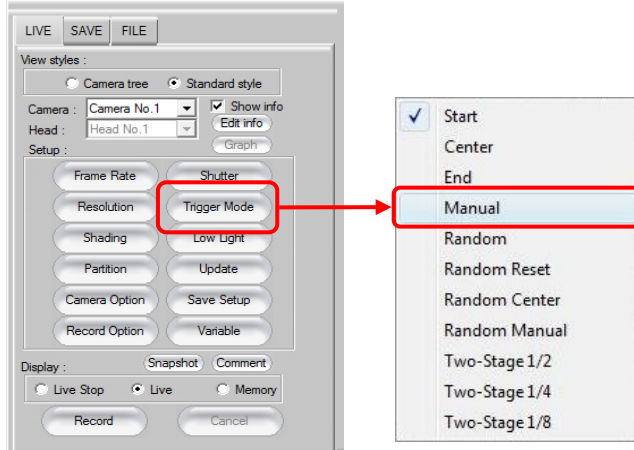 LIVE SAVE FILE
View styles :
Camera tree Standard style
Camera : Camera No.1 Show info
Head : Head No.1 Edit info
Setup : Graph
Frame Rate Shutter
Resolution Trigger Mode
Shading Low Light
Partition Update
Camera Option Save Setup
Record Option Variable
Display : Snapshot Comment
Live Stop Live Memory
Record Cancel
Start
Center
End
Manual
Random
Random Reset
Random Center
Random Manual
Two-Stage 1/2
Two-Stage 1/4
Two-Stage 1/8